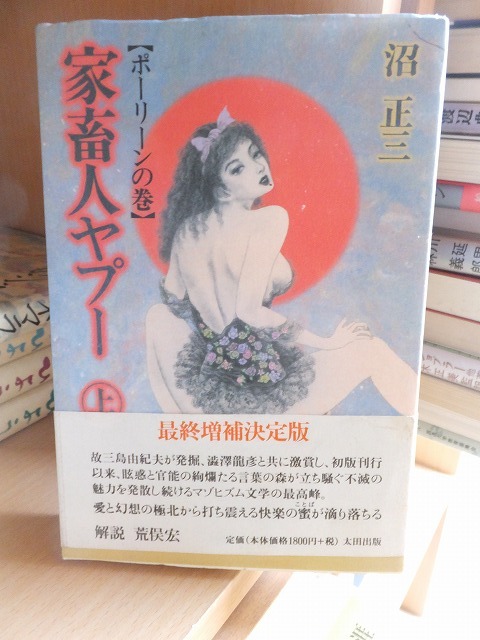 沼 正三
【ポーリーンの巻】
家畜人ヤプー 上
最終増補決定版
故三島由紀夫が発掘、澁澤龍彦と共に激賞し、初版刊行
以来、眩惑と官能の絢爛たる言葉の森が立ち騒ぐ不滅の
魅力を発散し続けるマゾヒズム文学の最高峰。
愛と幻想の極北から打ち震える快楽の蜜が滴り落ちる
ことば
解説 荒俣宏
定価(本体価格1800円+税) 太田出版
渡辺
義延